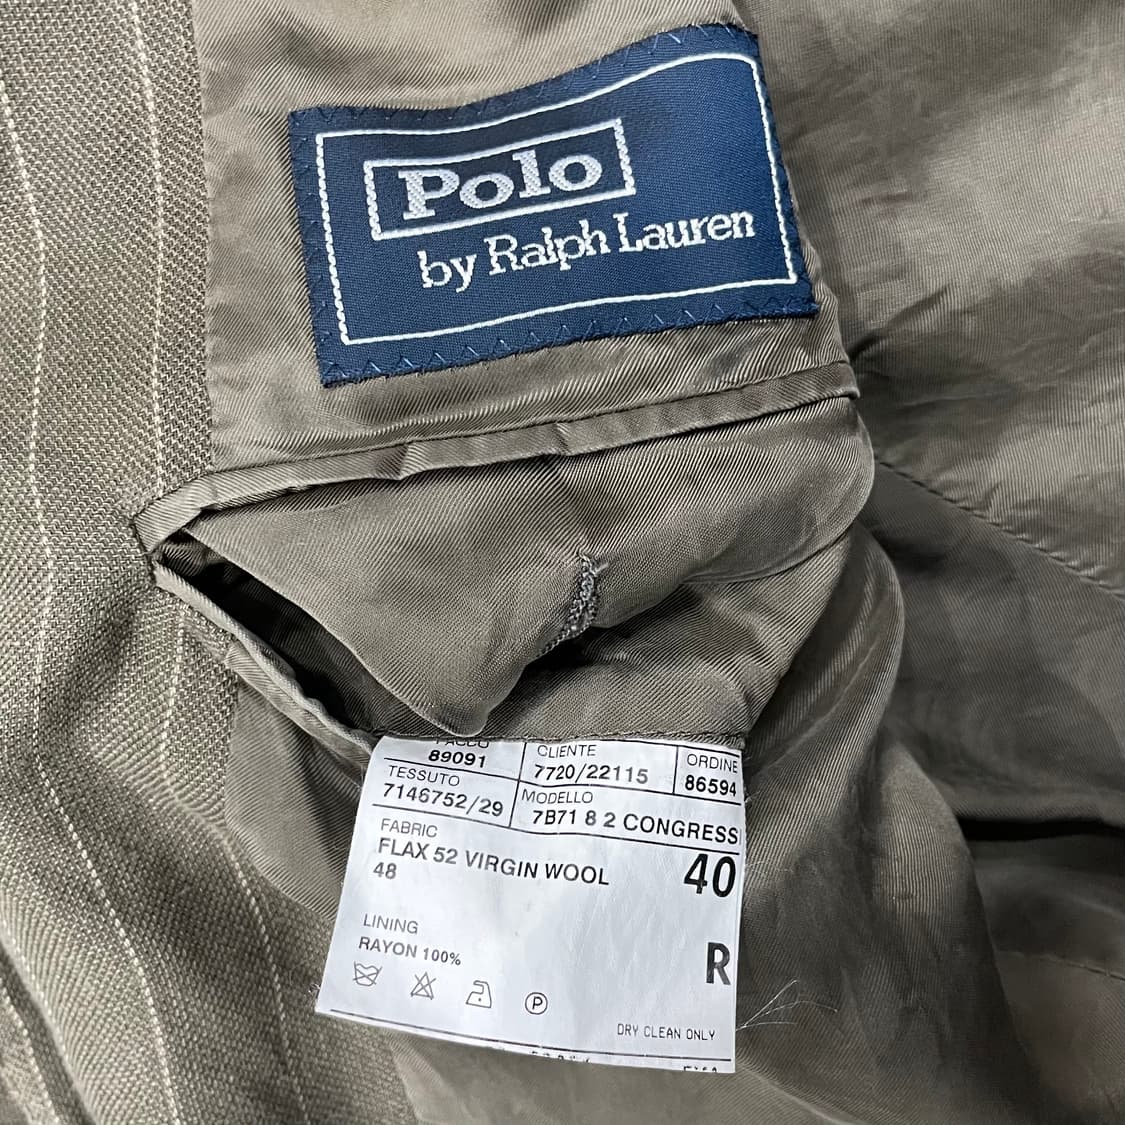 Polo
by Ralph Lauren
89091
CLIENTE
7720/22115
ORDINE
86594
TESSUTO
7146752/29
MODELLO
7B71 8 2 CONGRESS
FABRIC
FLAX 52 VIRGIN WOOL
48
40
R
LINING
RAYON 100%
P
DRY CLEAN ONLY